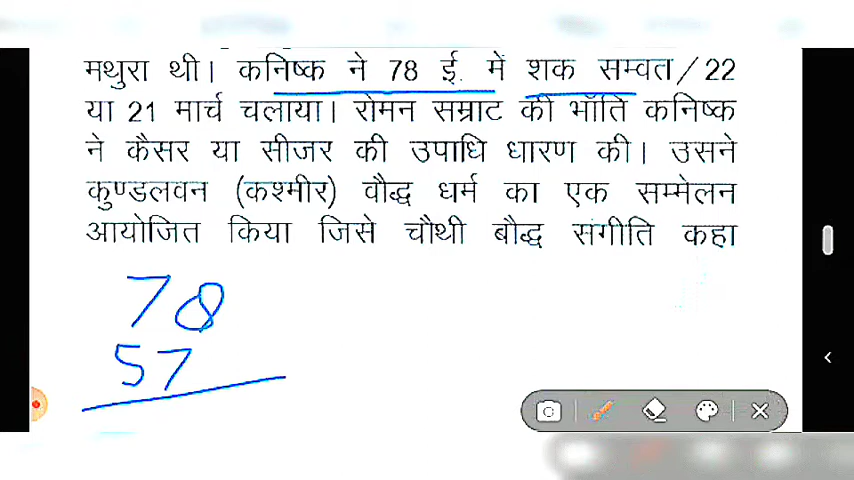 मथुरा थी। कनिष्क ने 78 ई. में शक सम्वत/22
या 21 मार्च चलाया। रोमन सम्राट की भाँति कनिष्क
ने कैसर या सीजर की उपाधि धारण की। उसने
कुण्डलवन (कश्मीर) वौद्ध धर्म का एक सम्मेलन
आयोजित किया जिसे चौथी बौद्ध संगीति कहा
78
57